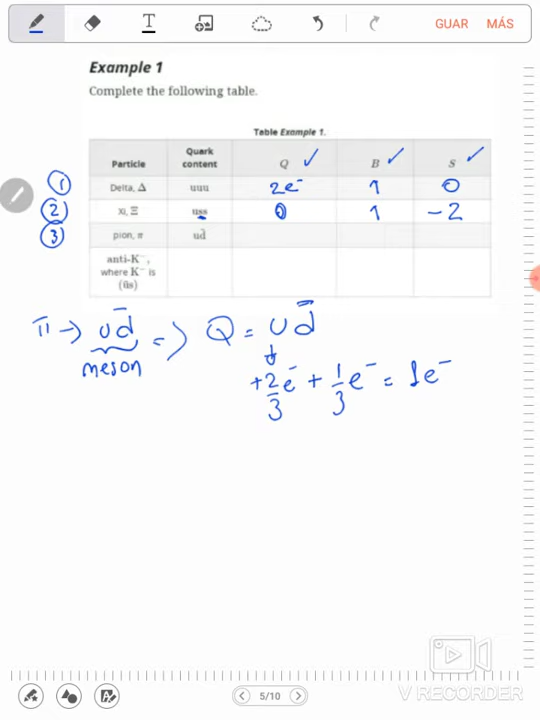 T GUAR MÁS
Example 1
Complete the following table.
Table Example 1.
Particle Quark content Q ✓ B ✓ S ✓
① Delta, Δ uuu 2e⁻ 1 0
② Xi, Ξ uss 0 1 -2
③ pion, π ud̄
anti-K⁻, where K⁻ is (ūs)
π → ud̄ => Q = ud̄
meson
+2/3 e⁻ + 1/3 e⁻ = 1e⁻
5/10
V RECORDER